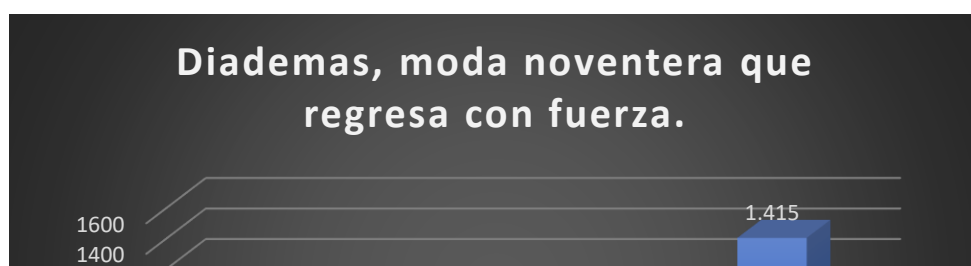 Diademas, moda noventera que
regresa con fuerza.
1.415
1600
1400